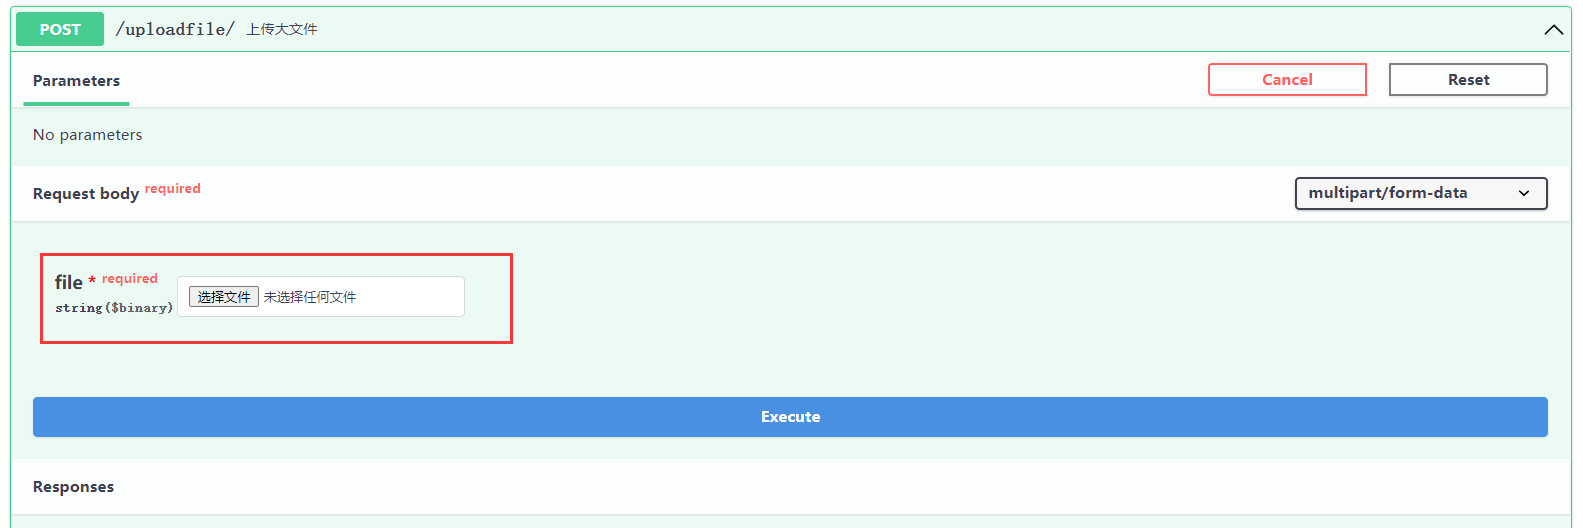 POST /uploadfile/ 上传大文件
Parameters Cancel Reset
No parameters
Request body required multipart/form-data
file * required
string($binary) 选择文件 未选择任何文件
Execute
Responses